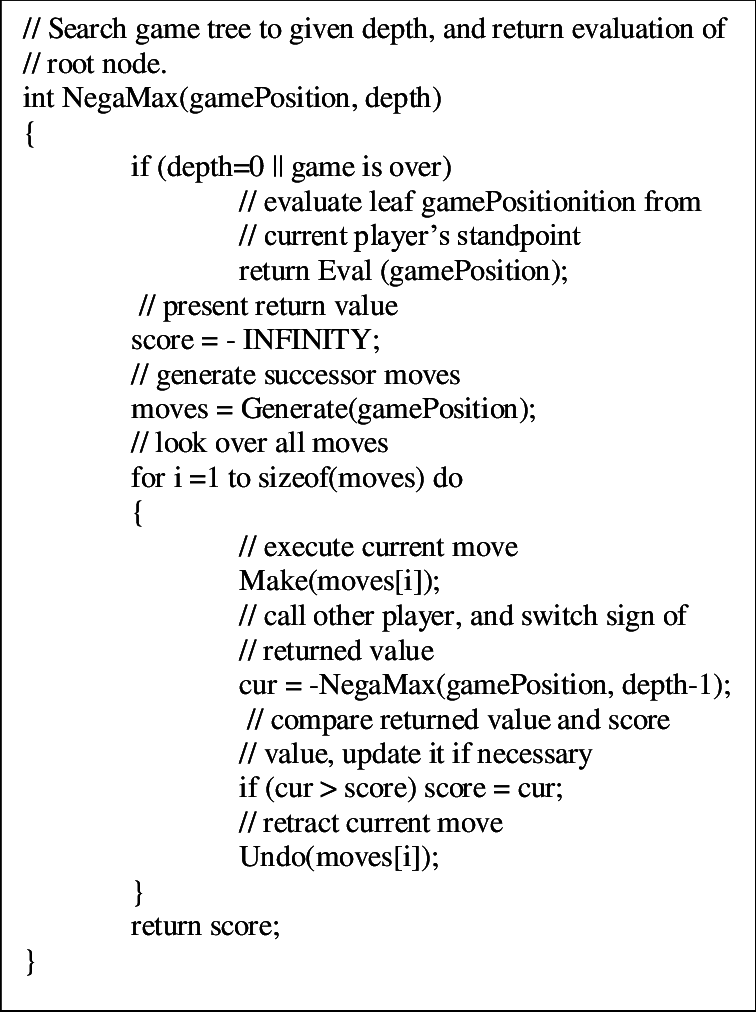 // Search game tree to given depth, and return evaluation of
// root node.
int NegaMax(gamePosition, depth)
{
if (depth=0 || game is over)
// evaluate leaf gamePositionition from
// current player’s standpoint
return Eval (gamePosition);
// present return value
score = - INFINITY;
// generate successor moves
moves = Generate(gamePosition);
// look over all moves
for i =1 to sizeof(moves) do
{
// execute current move
Make(moves[i]);
// call other player, and switch sign of
// returned value
cur = -NegaMax(gamePosition, depth-1);
// compare returned value and score
// value, update it if necessary
if (cur > score) score = cur;
// retract current move
Undo(moves[i]);
}
return score;
}